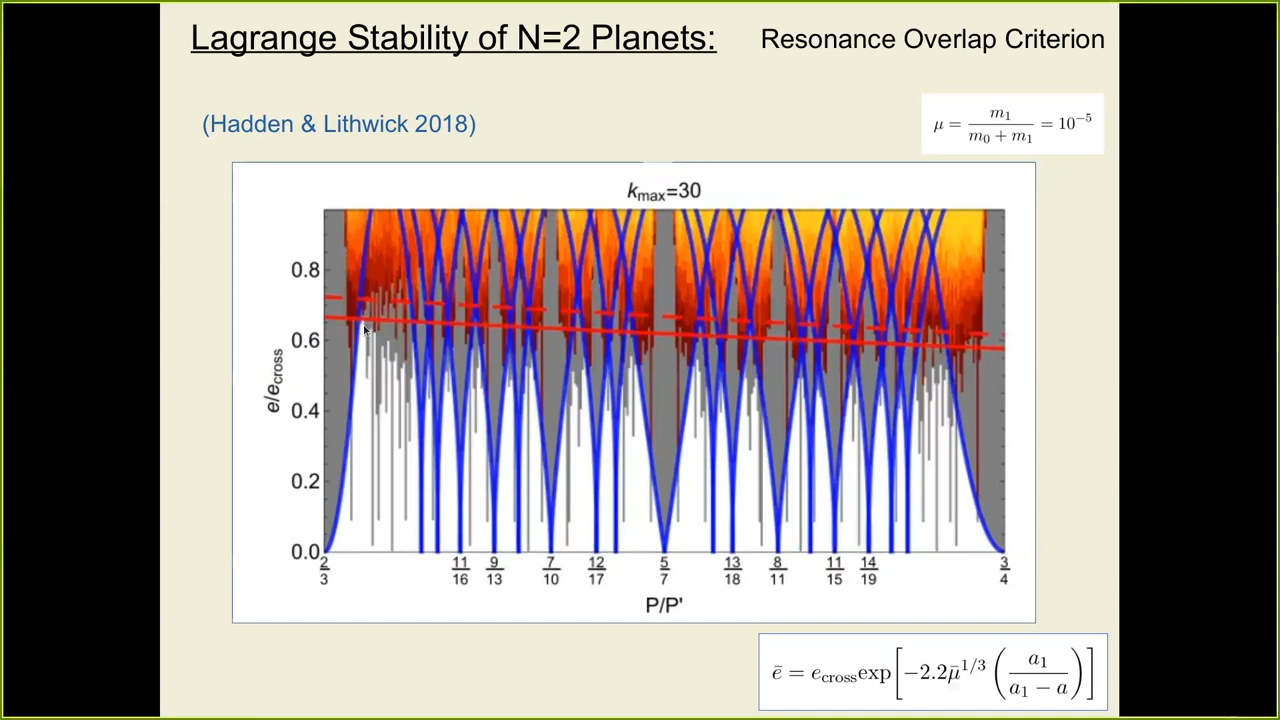 Lagrange Stability of N=2 Planets: Resonance Overlap Criterion
(Hadden & Lithwick 2018)
μ = m₁ / (m₀ + m₁) = 10⁻⁵
k_max=30
0.8
0.6
0.4
0.2
0.0
e/e_cross
2/3 11/16 9/13 7/10 12/17 5/7 13/18 8/11 11/15 14/19 3/4
P/P'
ē = e_cross exp[−2.2μ̄^{1/3} (a₁ / (a₁ − a))]